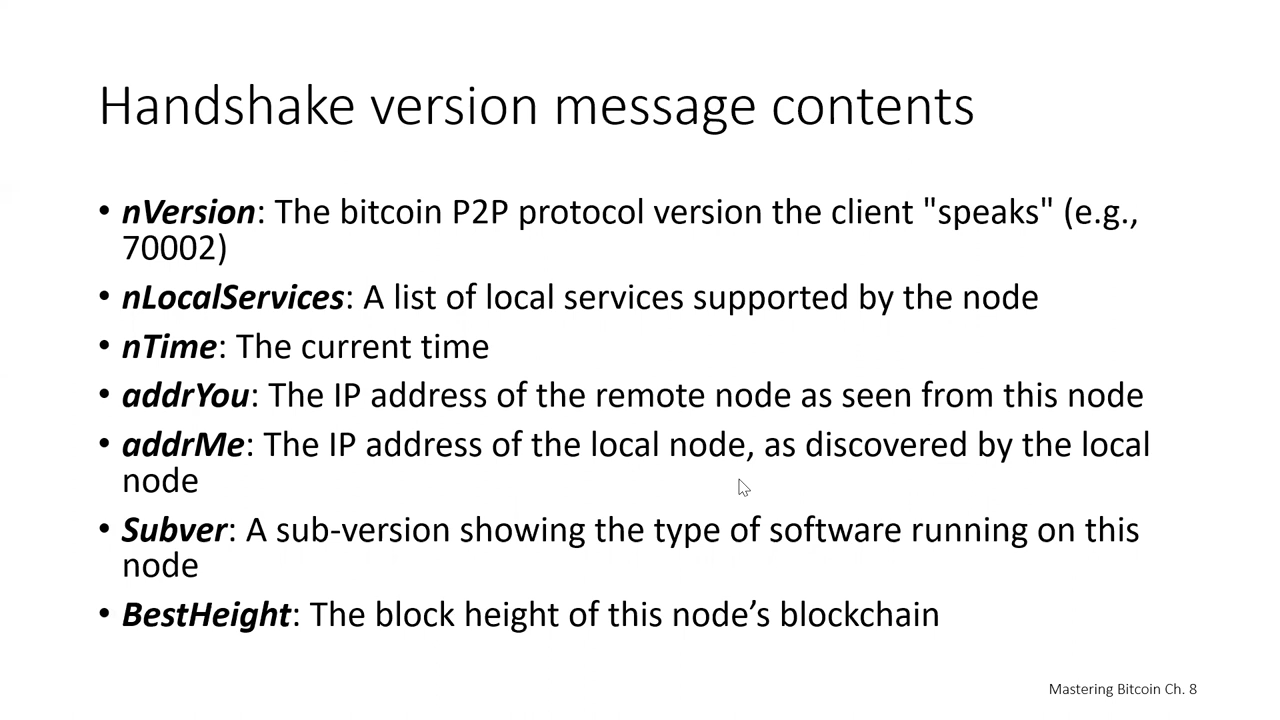 Handshake version message contents
• nVersion: The bitcoin P2P protocol version the client "speaks" (e.g.,
70002)
• nLocalServices: A list of local services supported by the node
• nTime: The current time
• addrYou: The IP address of the remote node as seen from this node
• addrMe: The IP address of the local node, as discovered by the local
node
• Subver: A sub-version showing the type of software running on this
node
• BestHeight: The block height of this node’s blockchain
Mastering Bitcoin Ch. 8